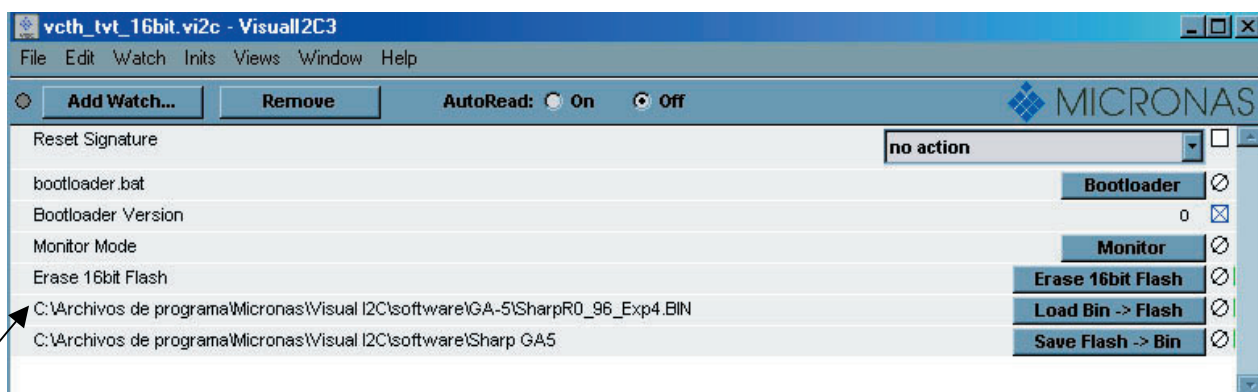 vcth_tvt_16bit.vi2c - VisualI2C3
File Edit Watch Inits Views Window Help
Add Watch... Remove AutoRead: On Off MICRONAS
Reset Signature no action
bootloader.bat Bootloader
Bootloader Version 0
Monitor Mode Monitor
Erase 16bit Flash Erase 16bit Flash
C:\Archivos de programa\Micronas\Visual I2C\software\GA-5\SharpR0_96_Exp4.BIN Load Bin -> Flash
C:\Archivos de programa\Micronas\Visual I2C\software\Sharp GA5 Save Flash -> Bin